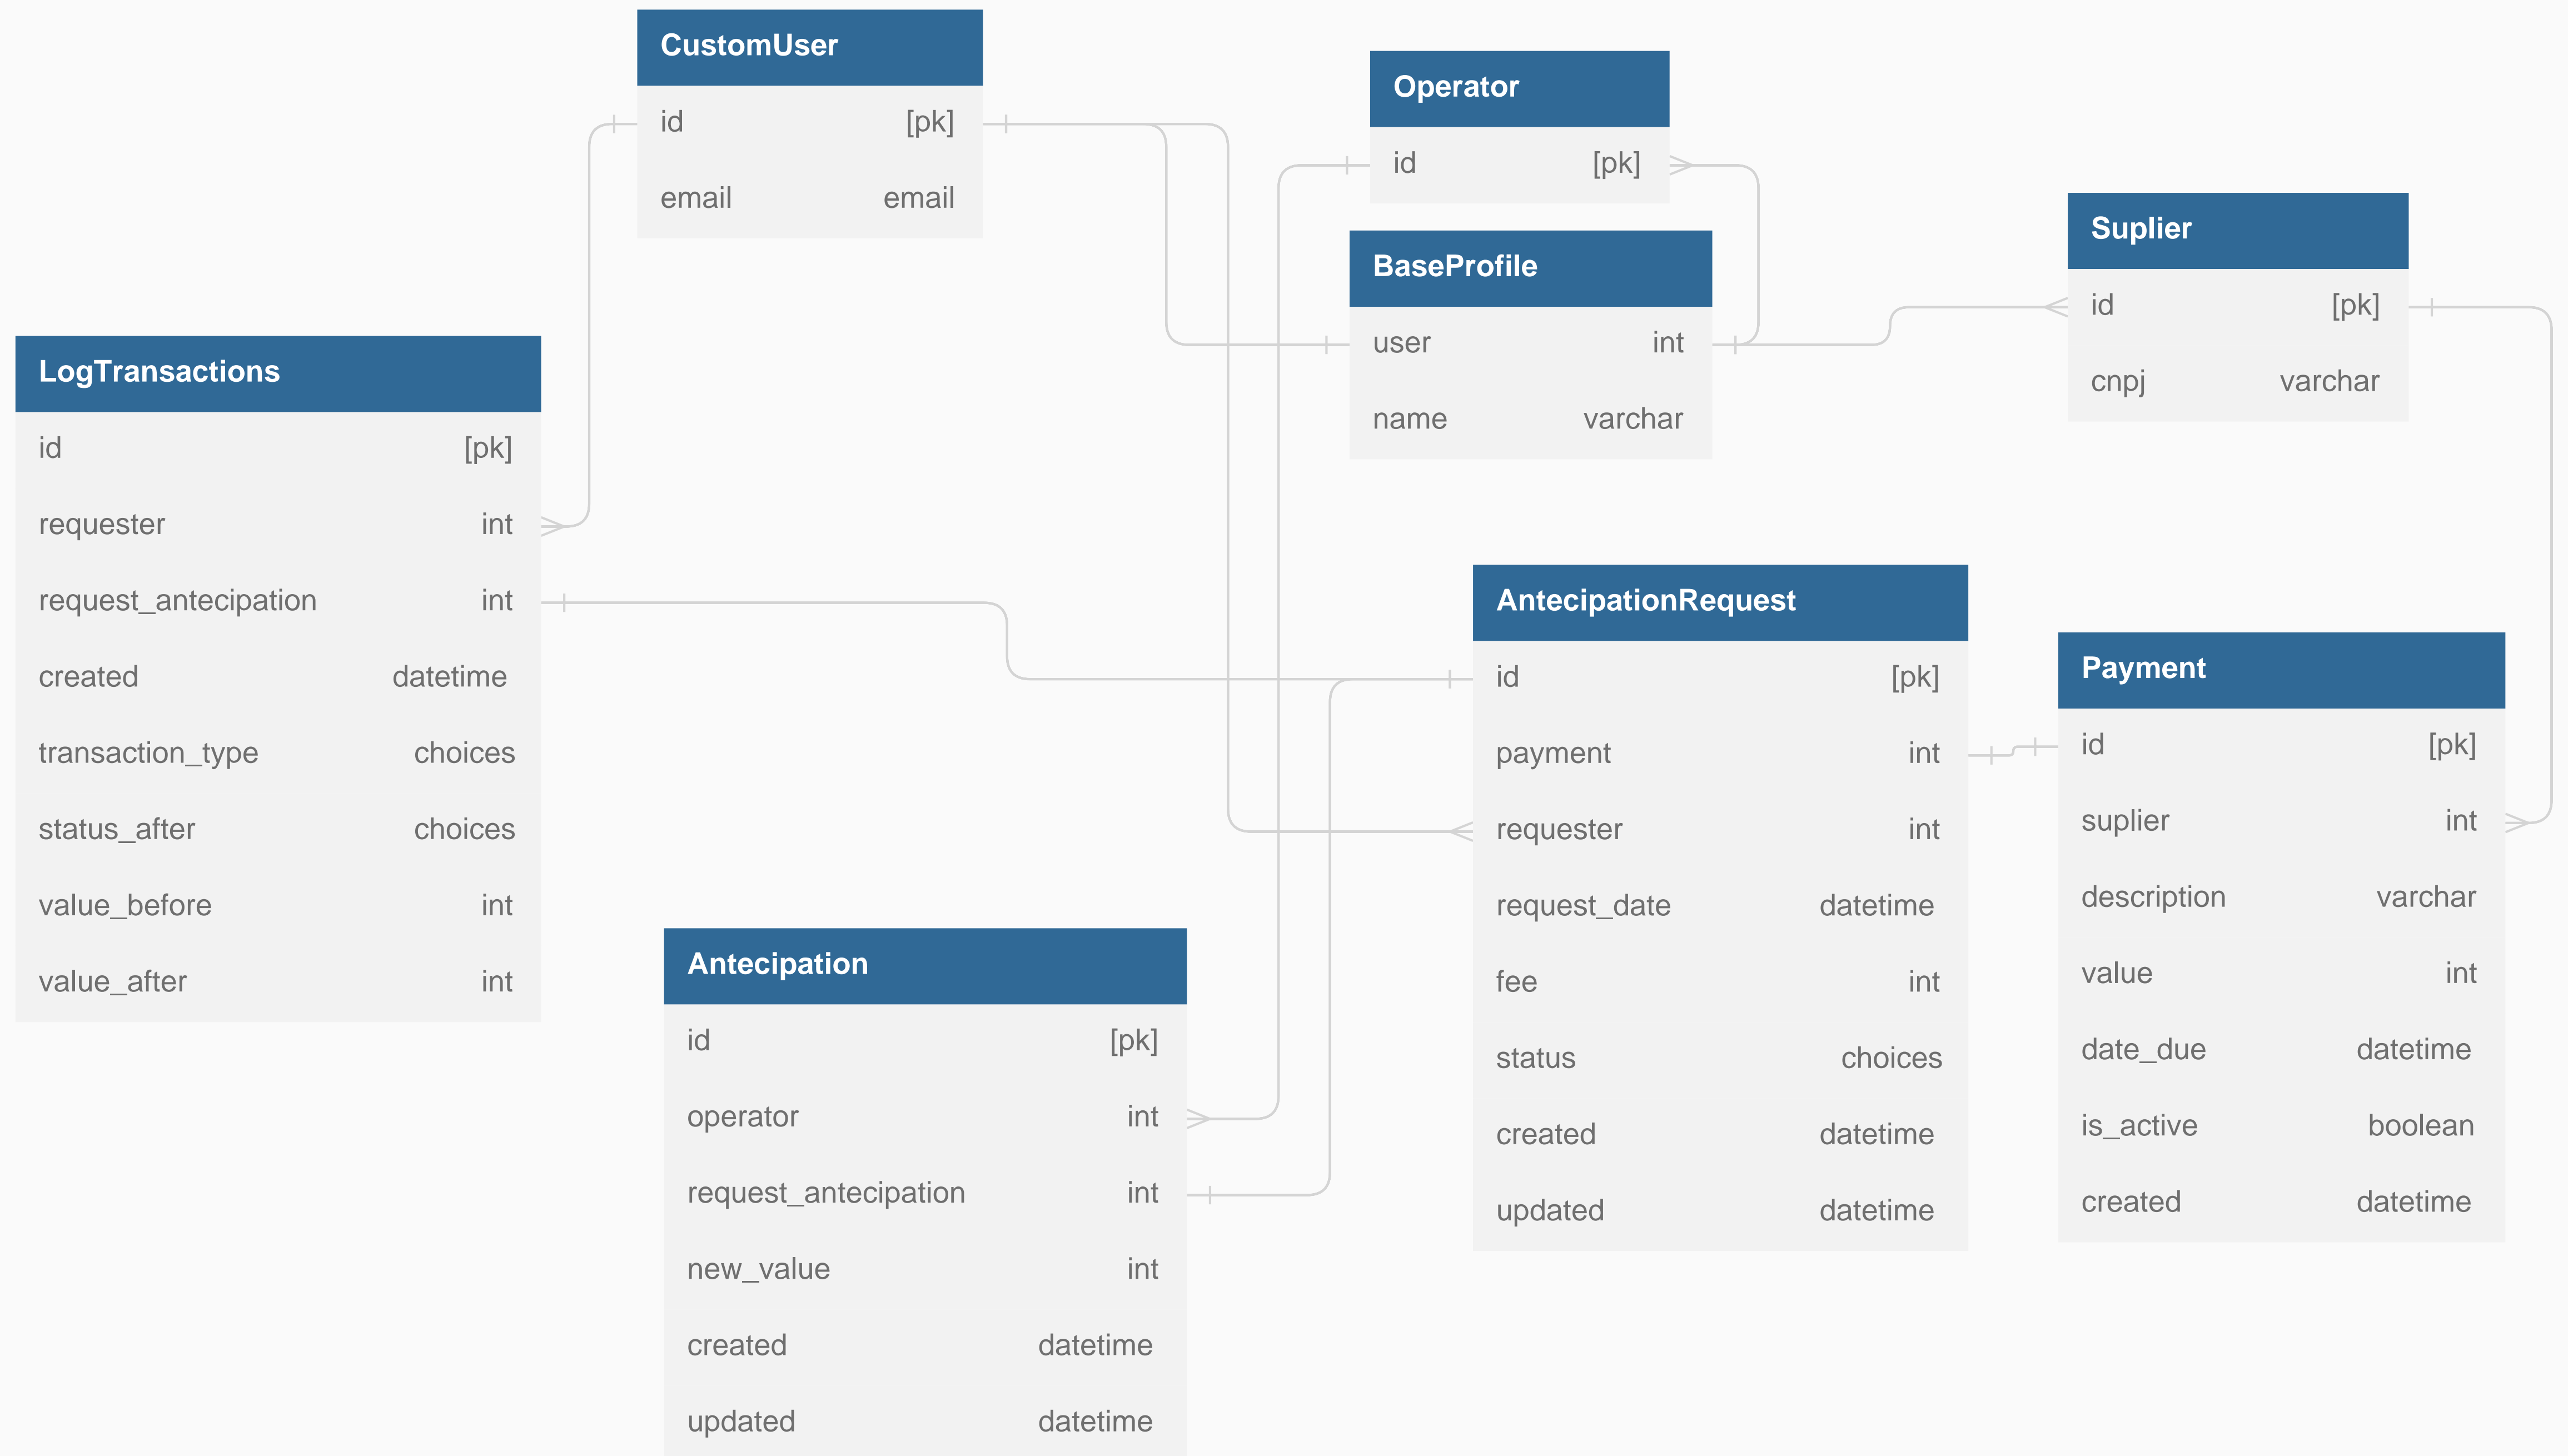 CustomUser
id [pk]
email email
Operator
id [pk]
BaseProfile
user int
name varchar
Suplier
id [pk]
cnpj varchar
LogTransactions
id [pk]
requester int
request_antecipation int
created datetime
transaction_type choices
status_after choices
value_before int
value_after int
AntecipationRequest
id [pk]
payment int
requester int
request_date datetime
fee int
status choices
created datetime
updated datetime
Payment
id [pk]
suplier int
description varchar
value int
date_due datetime
is_active boolean
created datetime
Antecipation
id [pk]
operator int
request_antecipation int
new_value int
created datetime
updated datetime